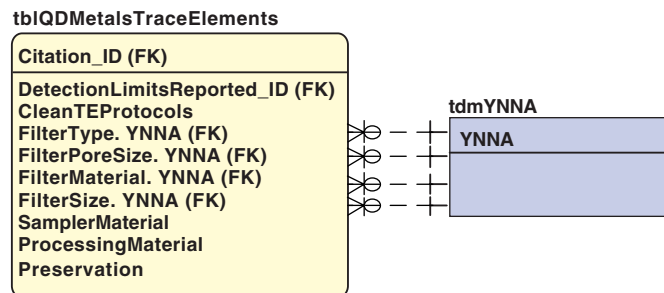 tblQDMetalsTraceElements
Citation_ID (FK)
DetectionLimitsReported_ID (FK)
CleanTEProtocols
FilterType. YNNA (FK)
FilterPoreSize. YNNA (FK)
FilterMaterial. YNNA (FK)
FilterSize. YNNA (FK)
SamplerMaterial
ProcessingMaterial
Preservation
tdmYNNA
YNNA